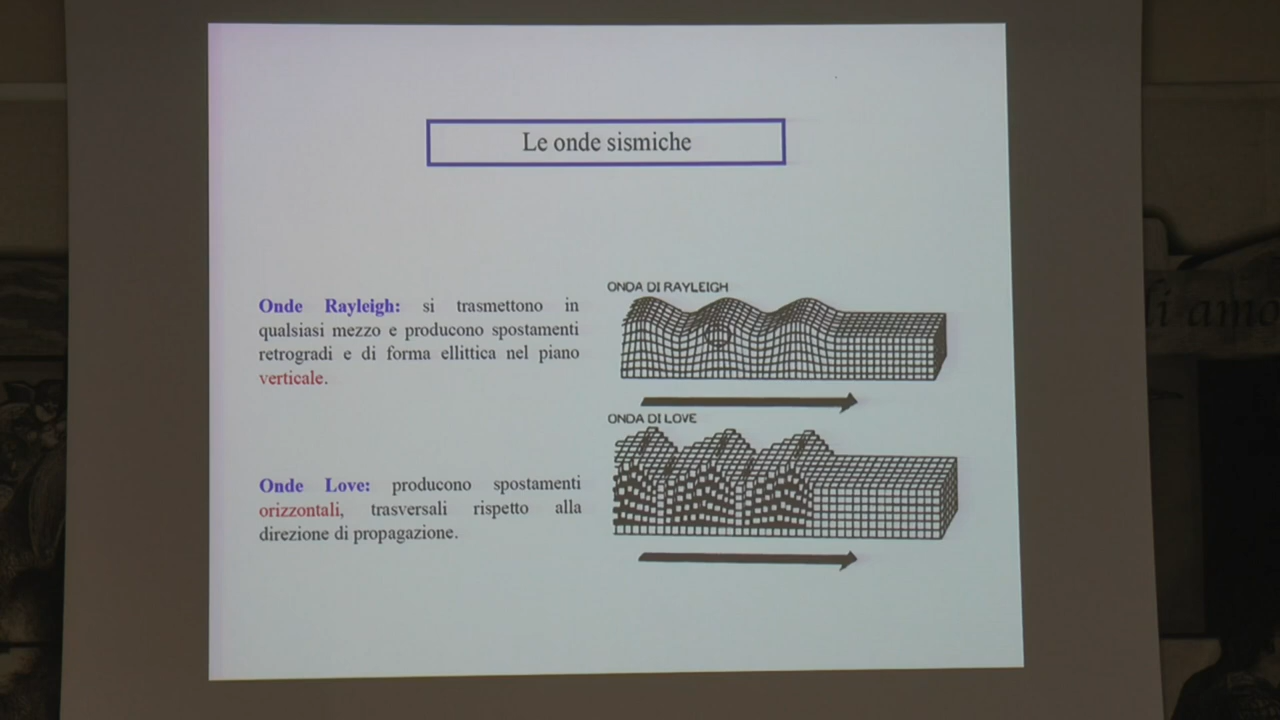 Le onde sismiche
Onde Rayleigh: si trasmettono in
qualsiasi mezzo e producono spostamenti
retrogradi e di forma ellittica nel piano
verticale.
ONDA DI RAYLEIGH
ONDA DI LOVE
Onde Love: producono spostamenti
orizzontali, trasversali rispetto alla
direzione di propagazione.